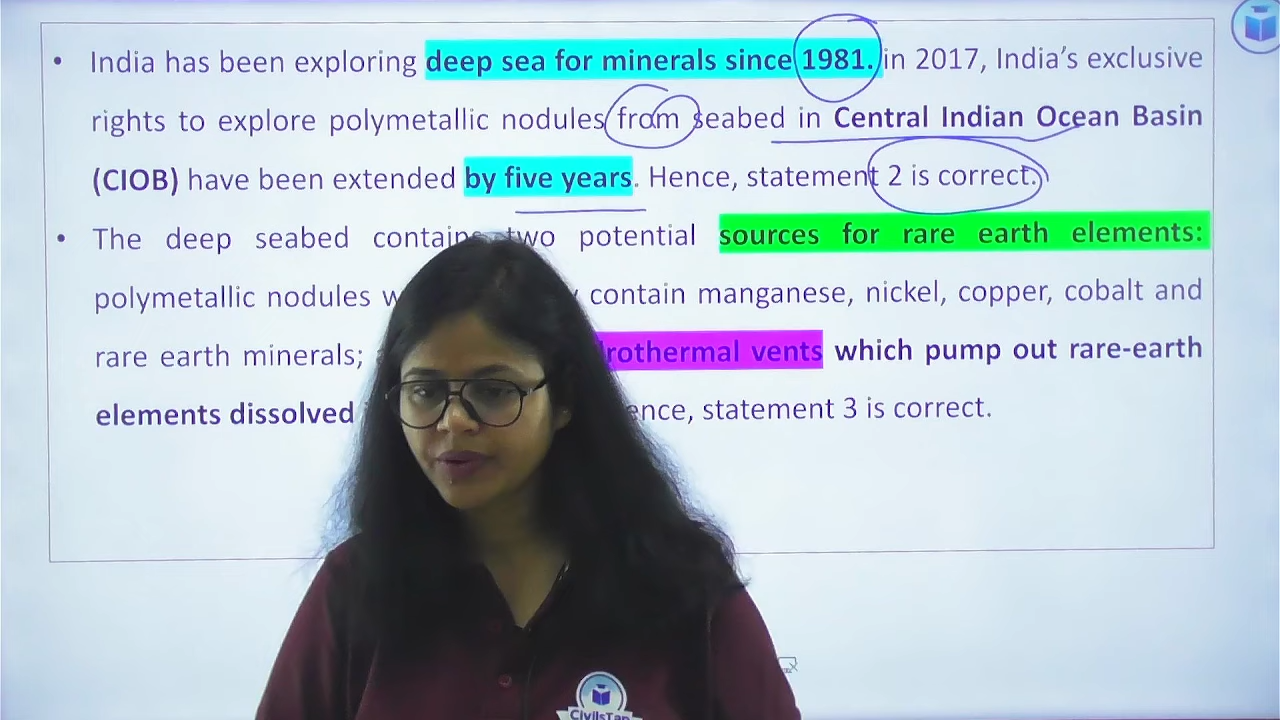 • India has been exploring deep sea for minerals since 1981. in 2017, India's exclusive
rights to explore polymetallic nodules from seabed in Central Indian Ocean Basin
(CIOB) have been extended by five years. Hence, statement 2 is correct.
• The deep seabed contains two potential sources for rare earth elements:
polymetallic nodules contain manganese, nickel, copper, cobalt and
rare earth minerals; vents which pump out rare-earth
elements dissolved statement 3 is correct.
CivilsTap